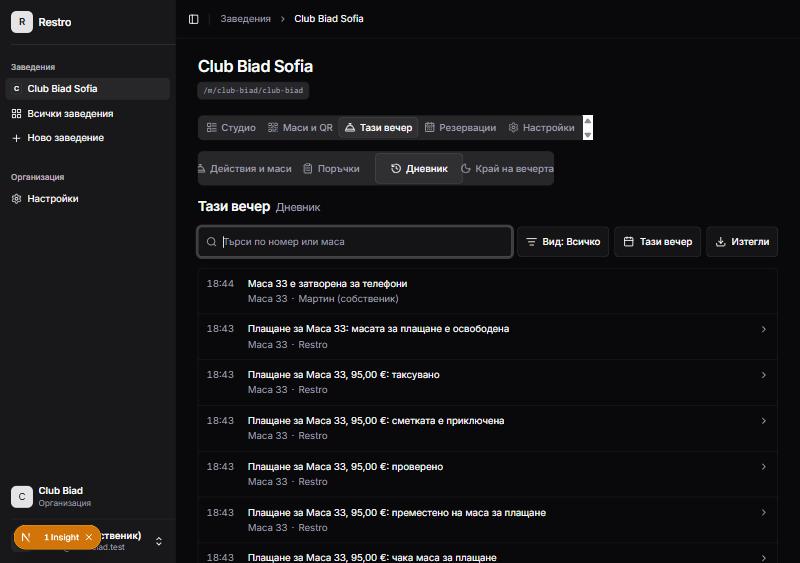 R Restro
Заведения > Club Biad Sofia
Заведения
C Club Biad Sofia
Всички заведения
Ново заведение
Организация
Настройки
Club Biad Sofia
/m/club-biad/club-biad
Студио Маси и QR Тази вечер Резервации Настройки
Действия и маси Поръчки Дневник Край на вечерта
Тази вечер Дневник
Търси по номер или маса Вид: Всичко Тази вечер Изтегли
18:44 Маса 33 е затворена за телефони
Маса 33 · Мартин (собственик)
18:43 Плащане за Маса 33: масата за плащане е освободена
Маса 33 · Restro
18:43 Плащане за Маса 33, 95,00 €: таксувано
Маса 33 · Restro
18:43 Плащане за Маса 33, 95,00 €: сметката е приключена
Маса 33 · Restro
18:43 Плащане за Маса 33, 95,00 €: проверено
Маса 33 · Restro
18:43 Плащане за Маса 33, 95,00 €: преместено на маса за плащане
Маса 33 · Restro
18:43 Плащане за Маса 33, 95,00 €: чака маса за плащане
C Club Biad
Организация
N 1 Insight